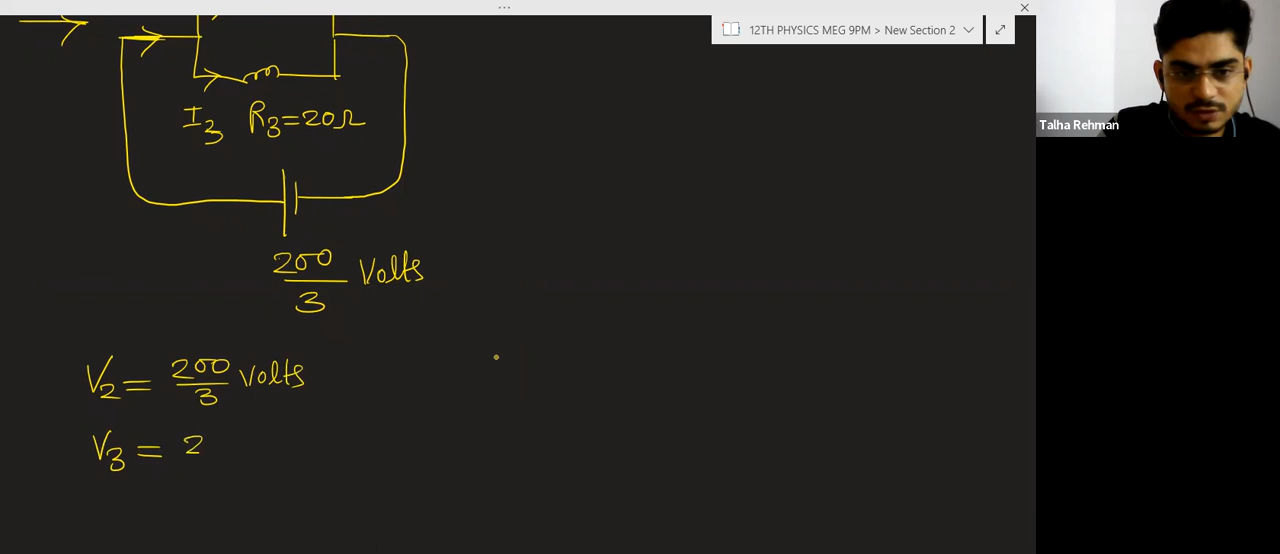 12TH PHYSICS MEG 9PM > New Section 2
Talha Rehman
I₃ R₃=20Ω
200/3 Volts
V₂ = 200/3 Volts
V₃ = 2